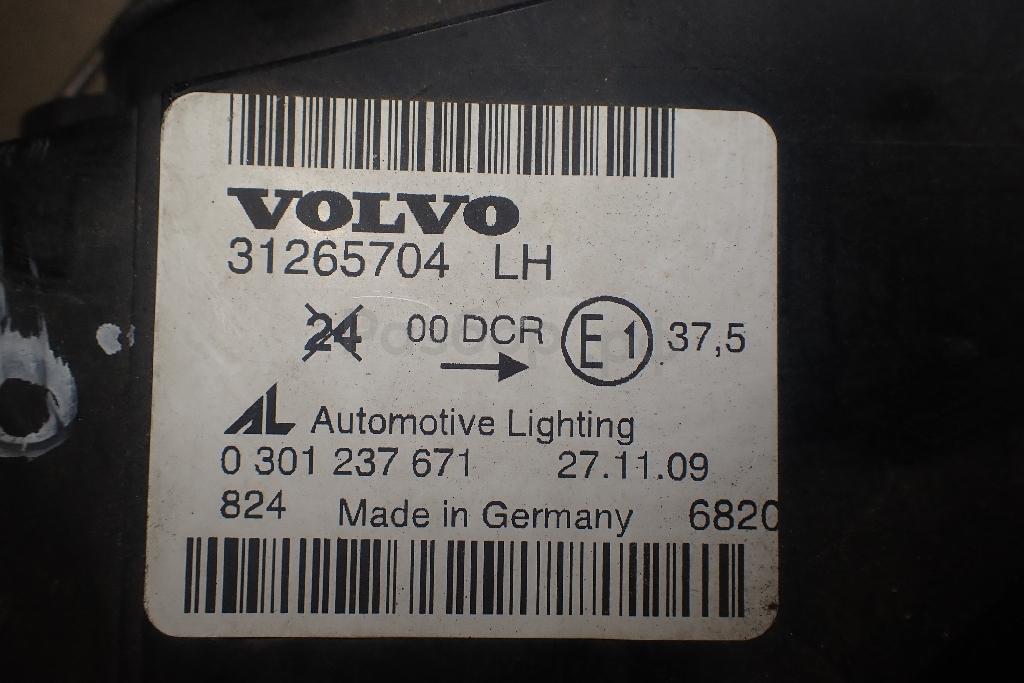 VOLVO
31265704 LH
24 00 DCR E1 37,5
AL Automotive Lighting
0 301 237 671 27.11.09
824 Made in Germany 6820